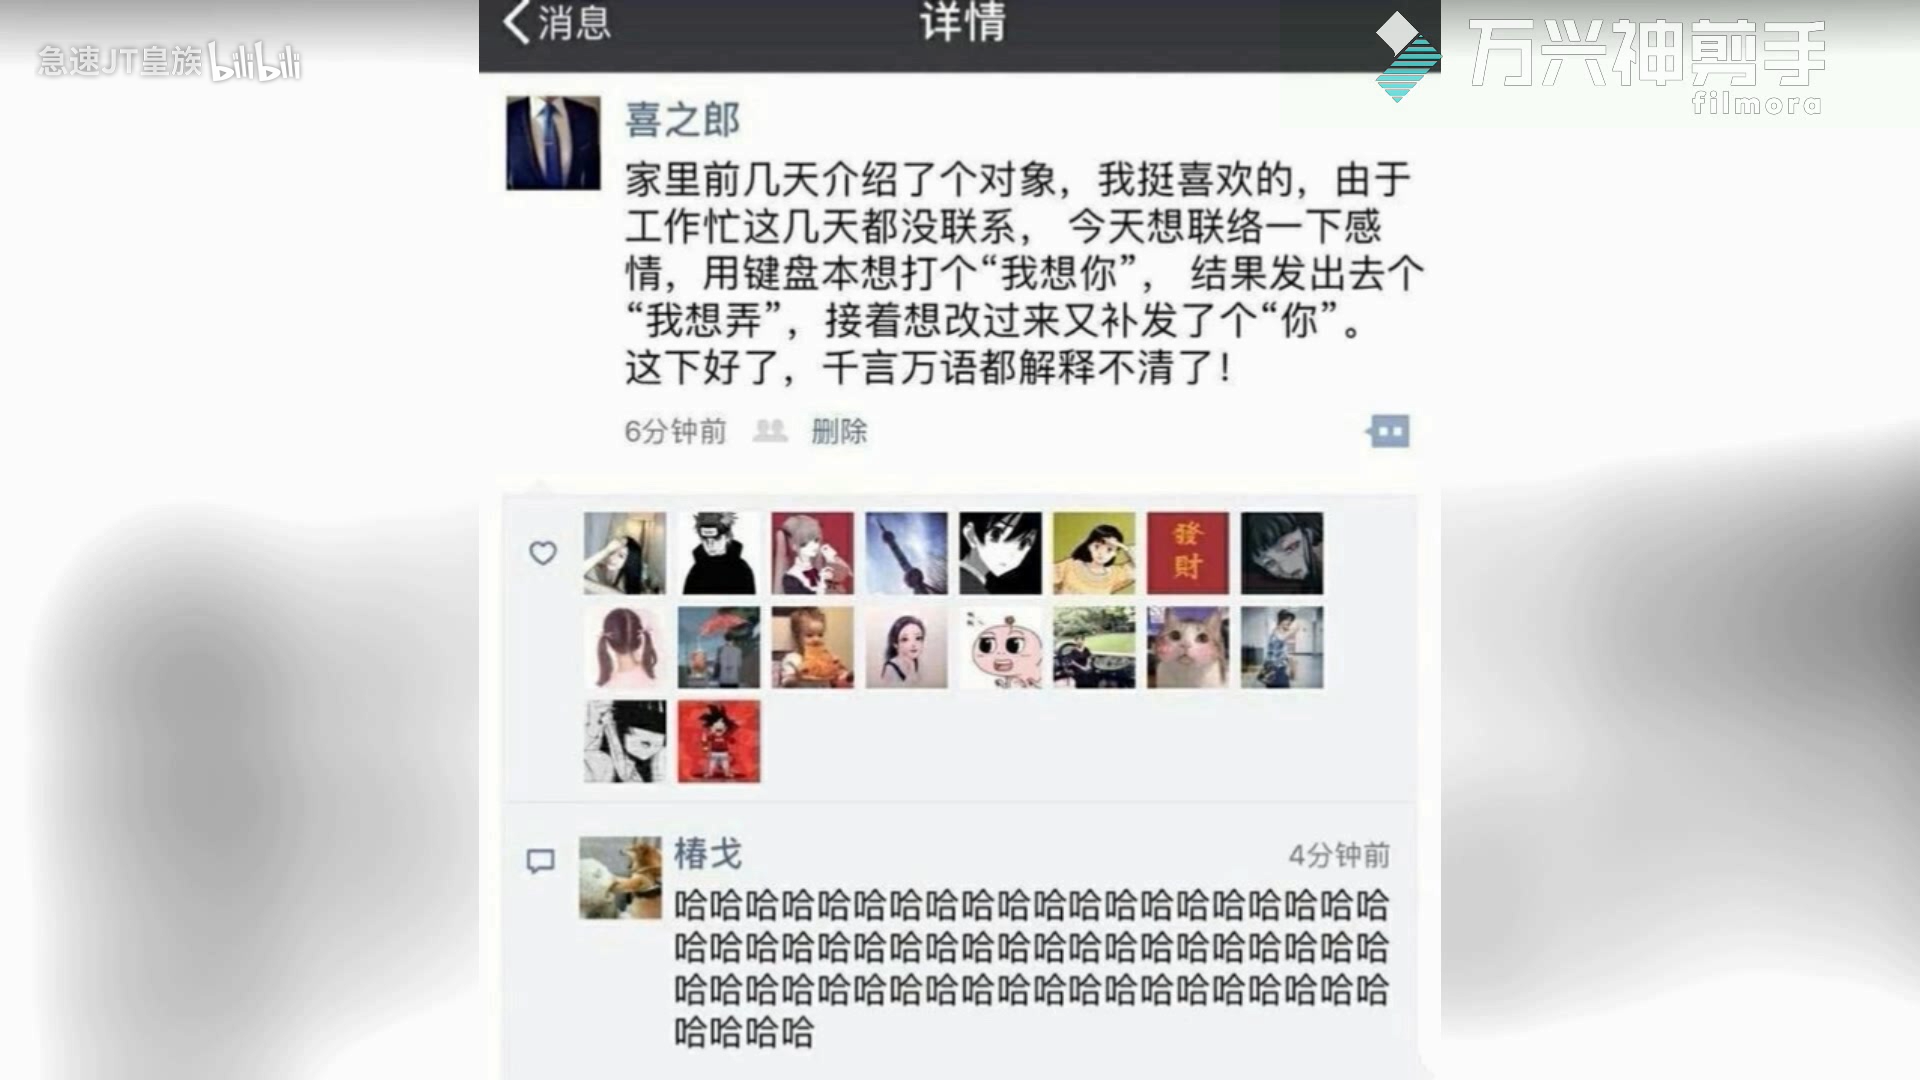 急速JT皇族 bilibili
消息
详情
万兴神剪手
filmora
喜之郎
家里前几天介绍了个对象，我挺喜欢的，由于
工作忙这几天都没联系， 今天想联络一下感
情，用键盘本想打个“我想你”， 结果发出去个
“我想弄”，接着想改过来又补发了个“你”。
这下好了，千言万语都解释不清了！
6分钟前
删除
發
財
椿戈
4分钟前
哈哈哈哈哈哈哈哈哈哈哈哈哈哈哈哈哈哈哈哈
哈哈哈哈哈哈哈哈哈哈哈哈哈哈哈哈哈哈哈哈
哈哈哈哈哈哈哈哈哈哈哈哈哈哈哈哈哈哈哈哈
哈哈哈哈